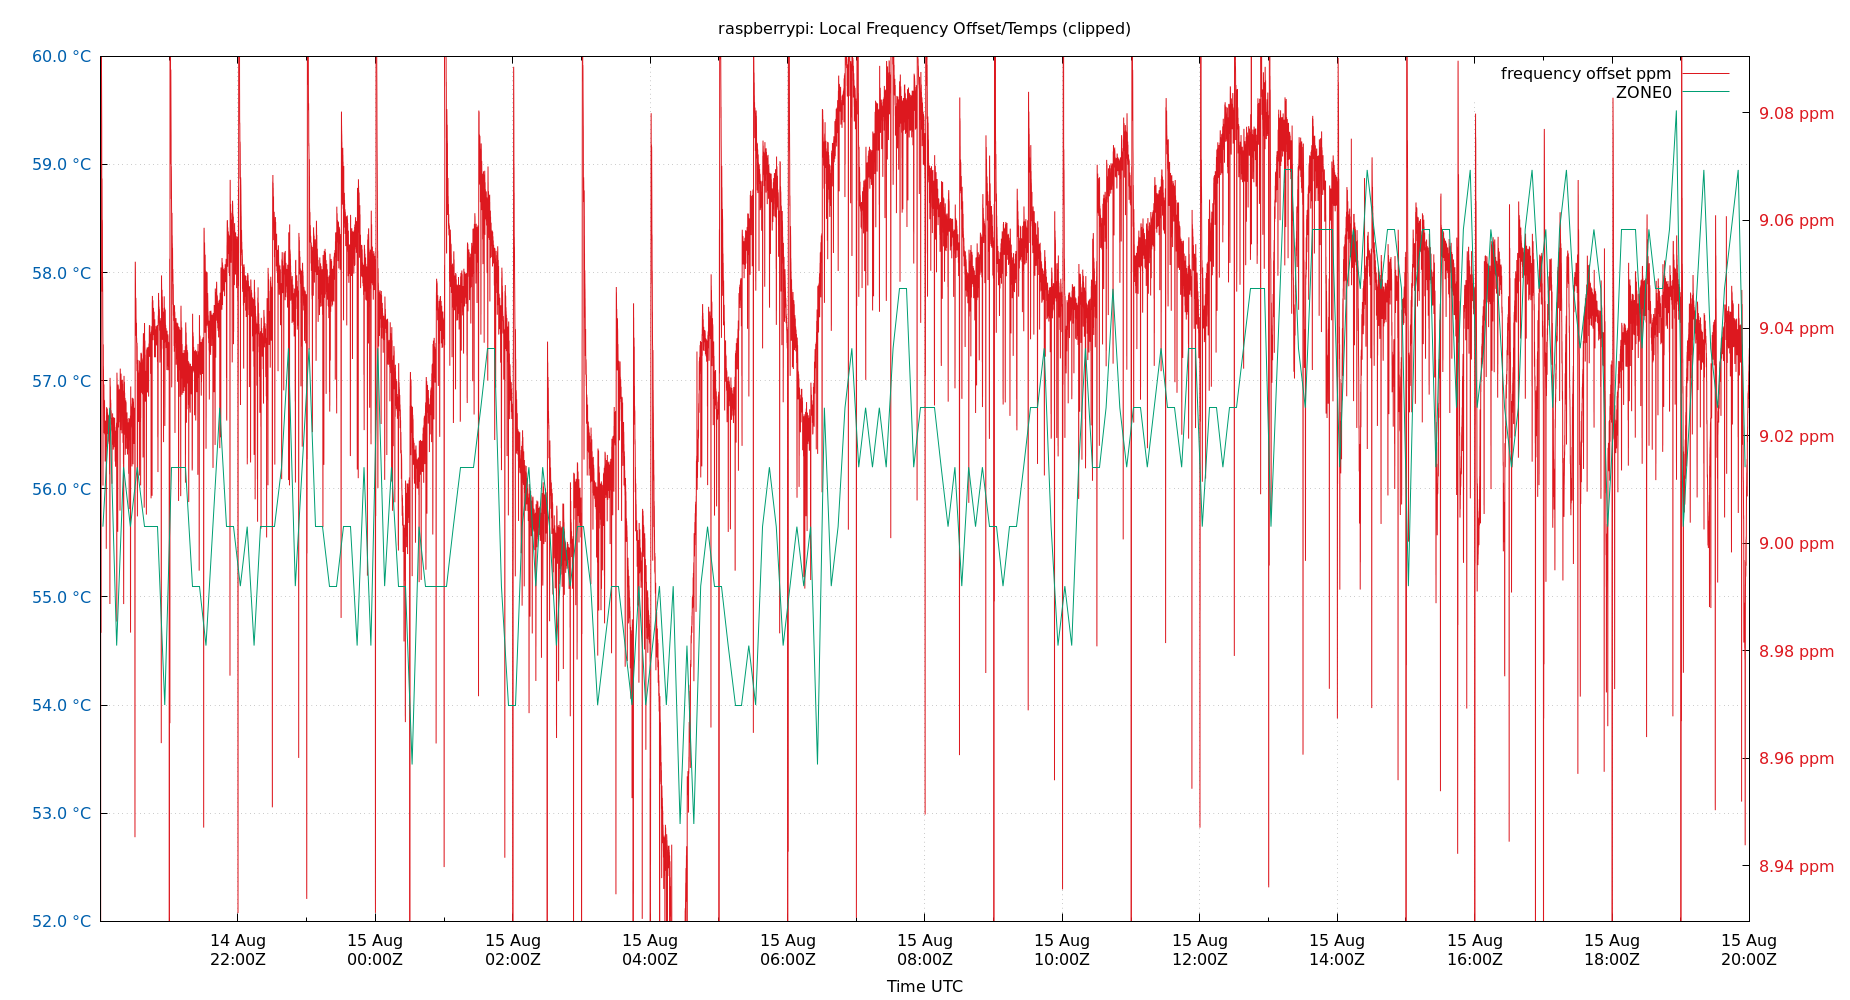 raspberrypi: Local Frequency Offset/Temps (clipped)
60.0 °C
59.0 °C
58.0 °C
57.0 °C
56.0 °C
55.0 °C
54.0 °C
53.0 °C
52.0 °C
frequency offset ppm
ZONE0
9.08 ppm
9.06 ppm
9.04 ppm
9.02 ppm
9.00 ppm
8.98 ppm
8.96 ppm
8.94 ppm
14 Aug
22:00Z
15 Aug
00:00Z
15 Aug
02:00Z
15 Aug
04:00Z
15 Aug
06:00Z
15 Aug
08:00Z
15 Aug
10:00Z
15 Aug
12:00Z
15 Aug
14:00Z
15 Aug
16:00Z
15 Aug
18:00Z
15 Aug
20:00Z
Time UTC